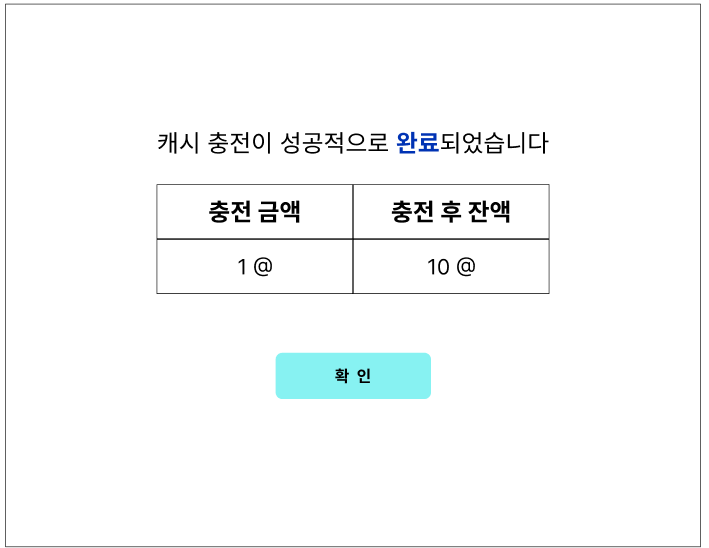 캐시 충전이 성공적으로 완료되었습니다
충전 금액 충전 후 잔액
1 @ 10 @
확 인